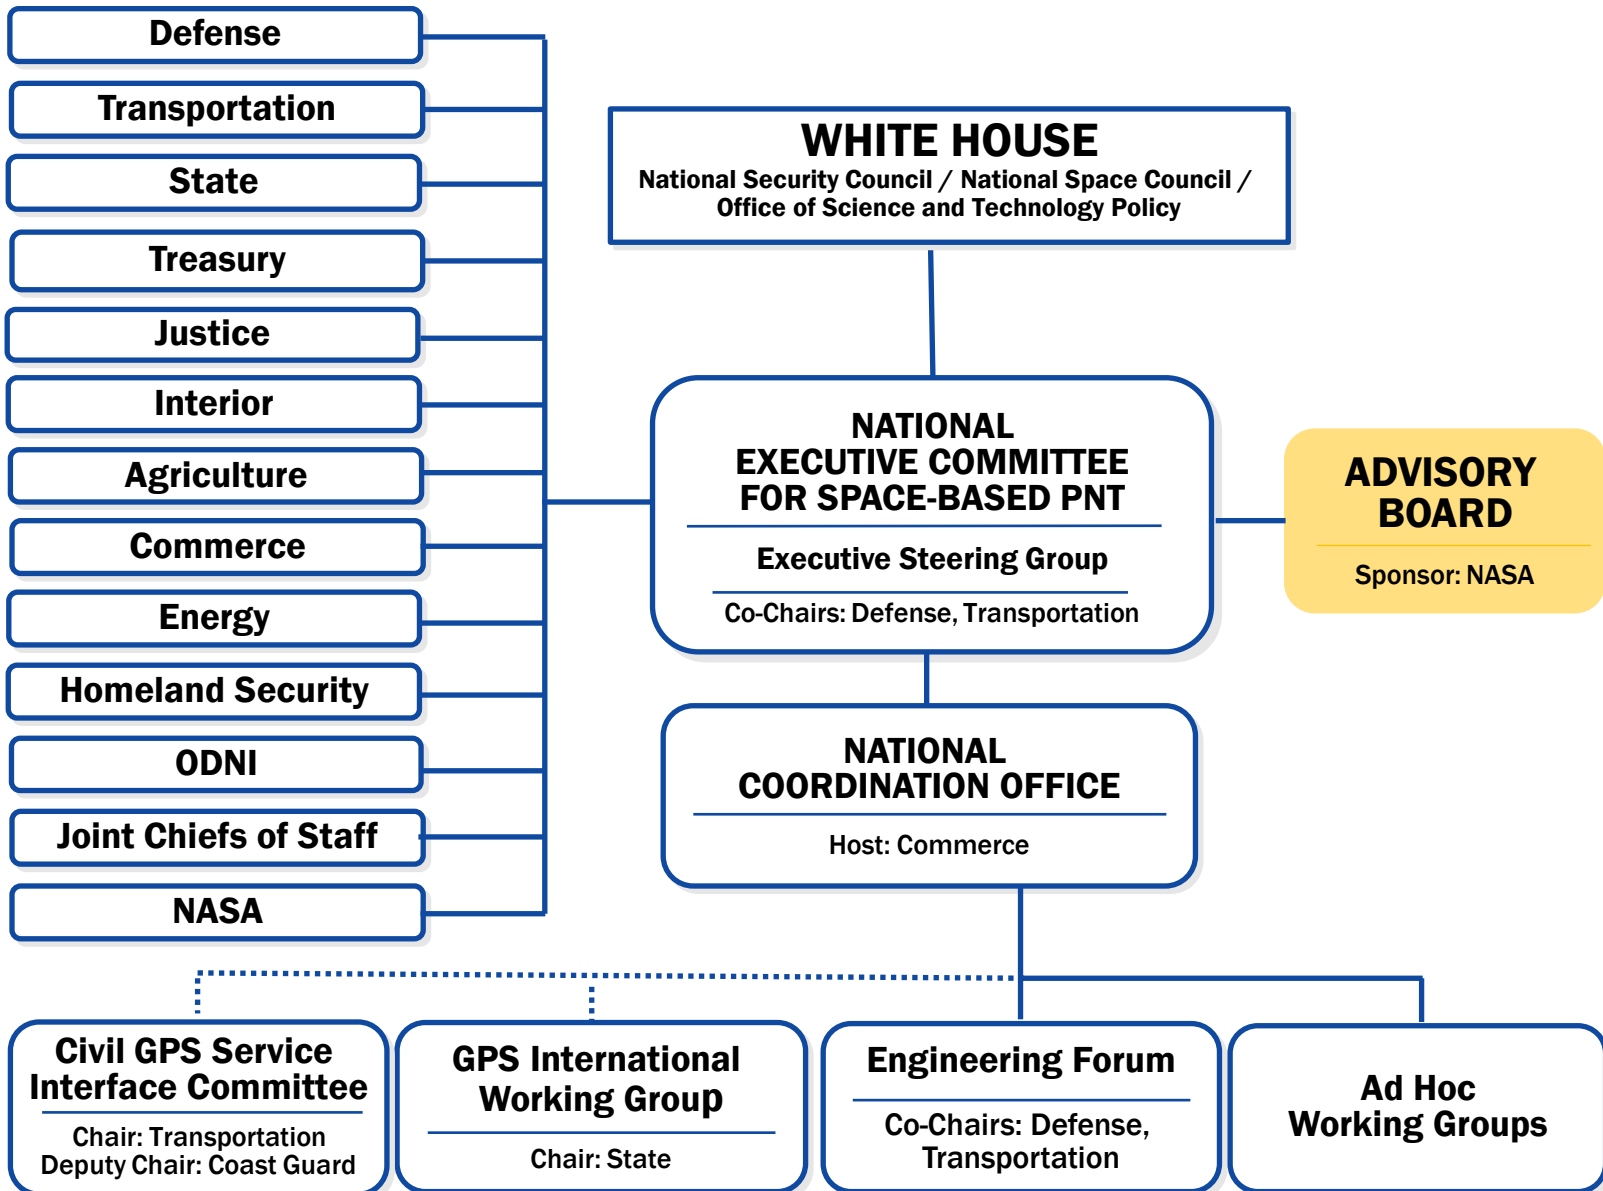 Defense
Transportation
State
Treasury
Justice
Interior
Agriculture
Commerce
Energy
Homeland Security
ODNI
Joint Chiefs of Staff
NASA
WHITE HOUSE
National Security Council / National Space Council /
Office of Science and Technology Policy
NATIONAL
EXECUTIVE COMMITTEE
FOR SPACE-BASED PNT
Executive Steering Group
Co-Chairs: Defense, Transportation
ADVISORY
BOARD
Sponsor: NASA
NATIONAL
COORDINATION OFFICE
Host: Commerce
Civil GPS Service
Interface Committee
Chair: Transportation
Deputy Chair: Coast Guard
GPS International
Working Group
Chair: State
Engineering Forum
Co-Chairs: Defense,
Transportation
Ad Hoc
Working Groups